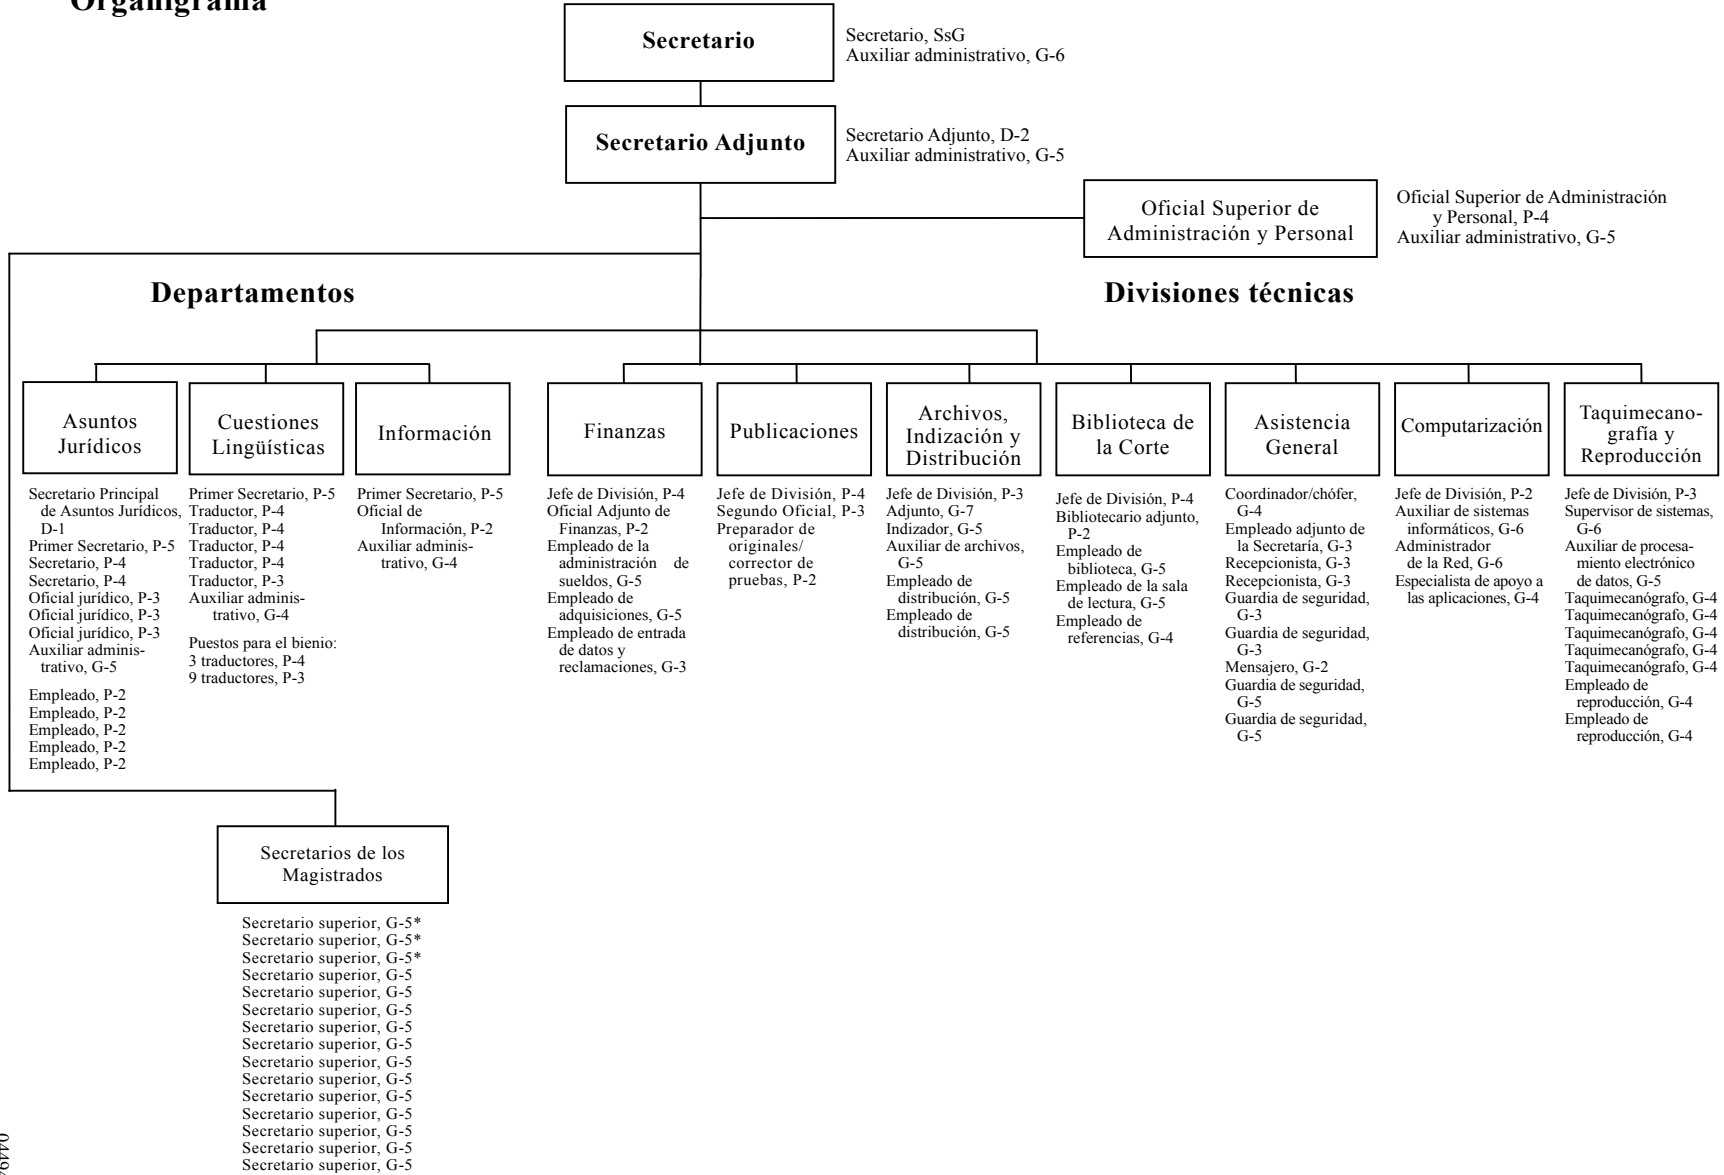 Organigrama
Secretario
Secretario, SsG
Auxiliar administrativo, G-6
Secretario Adjunto
Secretario Adjunto, D-2
Auxiliar administrativo, G-5
Oficial Superior de
Administración y Personal
Oficial Superior de Administración
y Personal, P-4
Auxiliar administrativo, G-5
Departamentos
Divisiones técnicas
Asuntos
Jurídicos
Secretario Principal
de Asuntos Jurídicos,
D-1
Primer Secretario, P-5
Secretario, P-4
Secretario, P-4
Oficial jurídico, P-3
Oficial jurídico, P-3
Oficial jurídico, P-3
Auxiliar adminis-
trativo, G-5
Empleado, P-2
Empleado, P-2
Empleado, P-2
Empleado, P-2
Empleado, P-2
Cuestiones
Lingüísticas
Primer Secretario, P-5
Traductor, P-4
Traductor, P-4
Traductor, P-4
Traductor, P-4
Traductor, P-3
Auxiliar adminis-
trativo, G-4
Puestos para el bienio:
3 traductores, P-4
9 traductores, P-3
Información
Primer Secretario, P-5
Oficial de
Información, P-2
Auxiliar adminis-
trativo, G-4
Finanzas
Jefe de División, P-4
Oficial Adjunto de
Finanzas, P-2
Empleado de la
administración de
sueldos, G-5
Empleado de
adquisiciones, G-5
Empleado de entrada
de datos y
reclamaciones, G-3
Publicaciones
Jefe de División, P-4
Segundo Oficial, P-3
Preparador de
originales/
corrector de
pruebas, P-2
Archivos,
Indización y
Distribución
Jefe de División, P-3
Adjunto, G-7
Indizador, G-5
Auxiliar de archivos,
G-5
Empleado de
distribución, G-5
Empleado de
distribución, G-5
Biblioteca de
la Corte
Jefe de División, P-4
Bibliotecario adjunto,
P-2
Empleado de
biblioteca, G-5
Empleado de la sala
de lectura, G-5
Empleado de
referencias, G-4
Asistencia
General
Coordinador/chófer,
G-4
Empleado adjunto de
la Secretaría, G-3
Recepcionista, G-3
Recepcionista, G-3
Guardia de seguridad,
G-3
Guardia de seguridad,
G-3
Mensajero, G-2
Guardia de seguridad,
G-5
Guardia de seguridad,
G-5
Computarización
Jefe de División, P-2
Auxiliar de sistemas
informáticos, G-6
Administrador
de la Red, G-6
Especialista de apoyo a
las aplicaciones, G-4
Taquimecano-
grafía y
Reproducción
Jefe de División, P-3
Supervisor de sistemas,
G-6
Auxiliar de procesa-
miento electrónico
de datos, G-5
Taquimecanógrafo, G-4
Taquimecanógrafo, G-4
Taquimecanógrafo, G-4
Taquimecanógrafo, G-4
Taquimecanógrafo, G-4
Empleado de
reproducción, G-4
Empleado de
reproducción, G-4
Secretarios de los
Magistrados
Secretario superior, G-5*
Secretario superior, G-5*
Secretario superior, G-5*
Secretario superior, G-5
Secretario superior, G-5
Secretario superior, G-5
Secretario superior, G-5
Secretario superior, G-5
Secretario superior, G-5
Secretario superior, G-5
Secretario superior, G-5
Secretario superior, G-5
Secretario superior, G-5
Secretario superior, G-5
Secretario superior, G-5